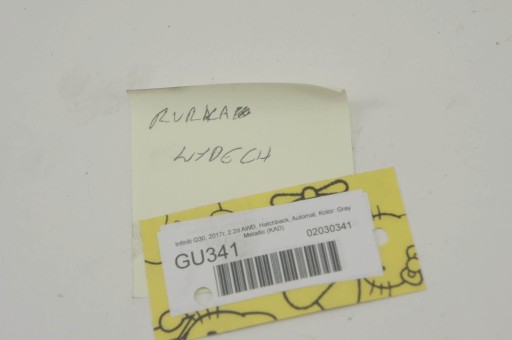 RURKA
WYDECH
Infiniti Q30, 2017r, 2.2d AWD, Hatchback, Automat, Kolor: Gray
Metallic (KAD)
GU341
02030341